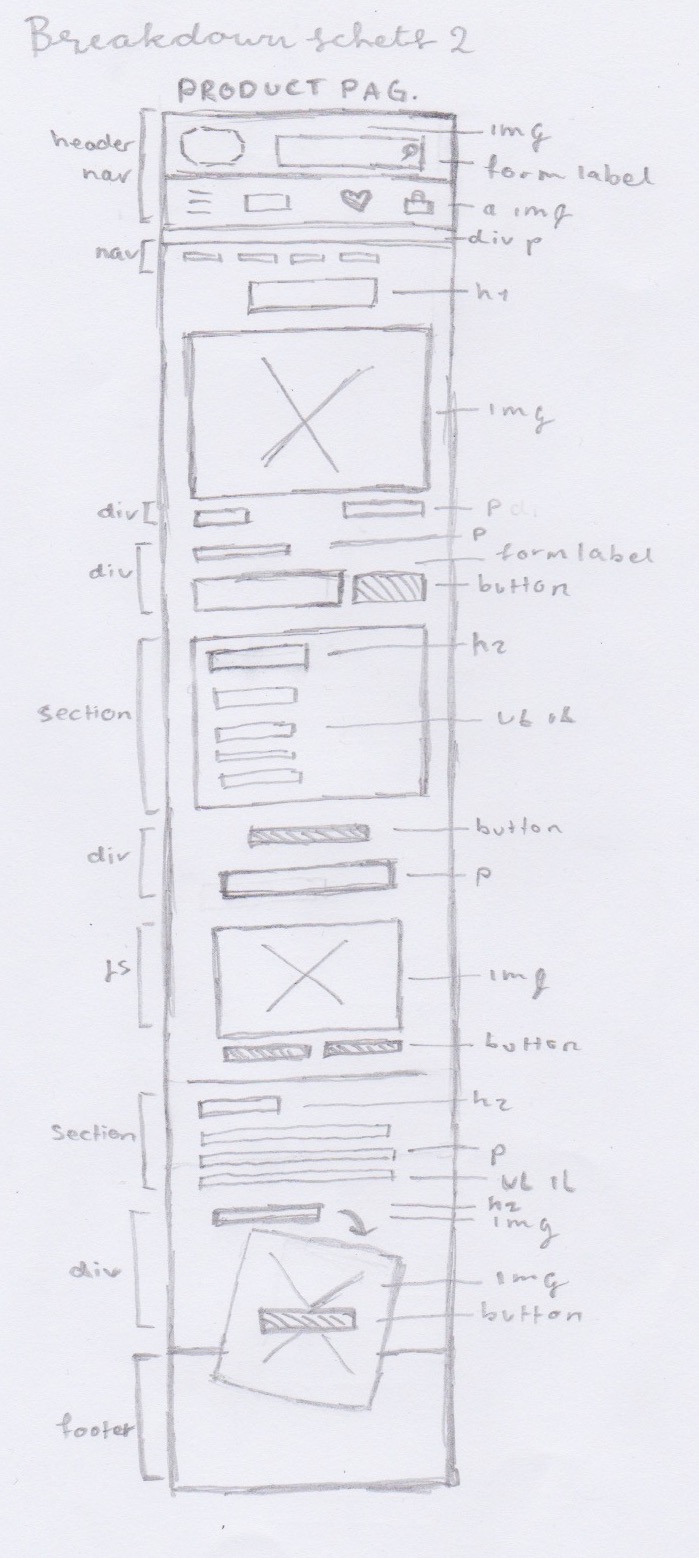 Breakdown schets 2
PRODUCT PAG.
header
nav
img
form label
a img
div p
nav
h1
img
div
p
p
div
form label
button
h2
section
ul li
button
div
p
JS
img
button
h2
section
p
ul li
h2
img
div
img
button
footer